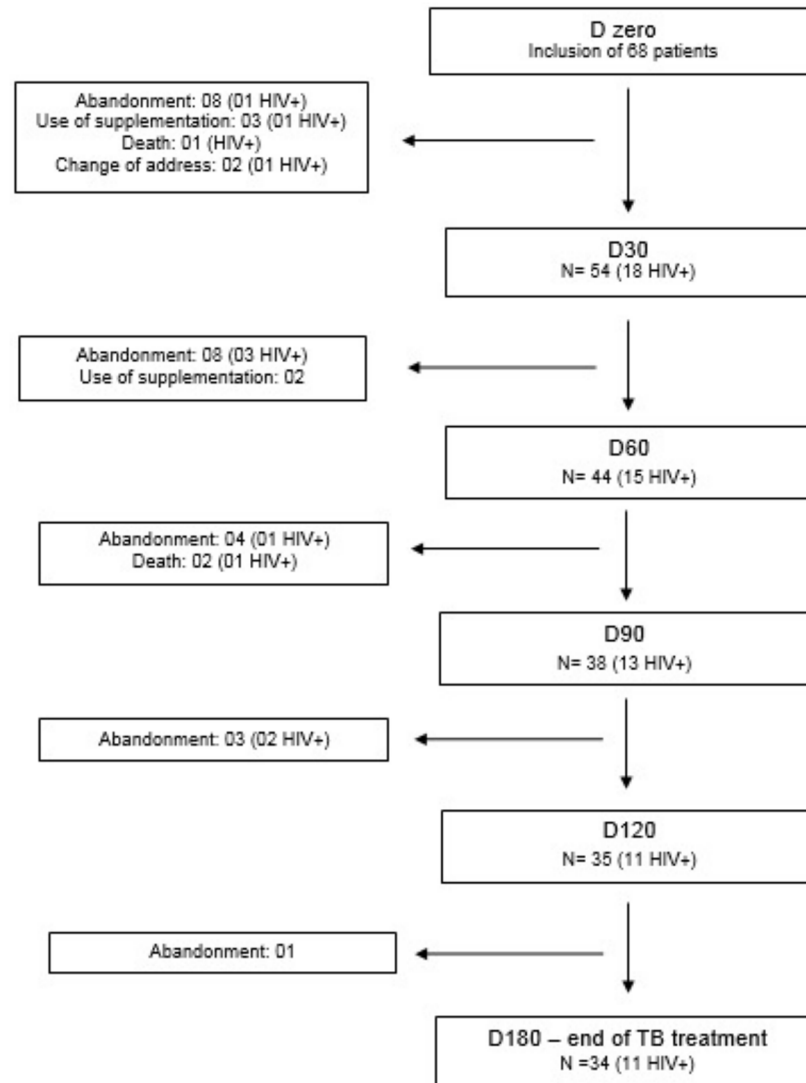 D zero
Inclusion of 68 patients
Abandonment: 08 (01 HIV+)
Use of supplementation: 03 (01 HIV+)
Death: 01 (HIV+)
Change of address: 02 (01 HIV+)
D30
N= 54 (18 HIV+)
Abandonment: 08 (03 HIV+)
Use of supplementation: 02
D60
N= 44 (15 HIV+)
Abandonment: 04 (01 HIV+)
Death: 02 (01 HIV+)
D90
N= 38 (13 HIV+)
Abandonment: 03 (02 HIV+)
D120
N= 35 (11 HIV+)
Abandonment: 01
D180 – end of TB treatment
N =34 (11 HIV+)